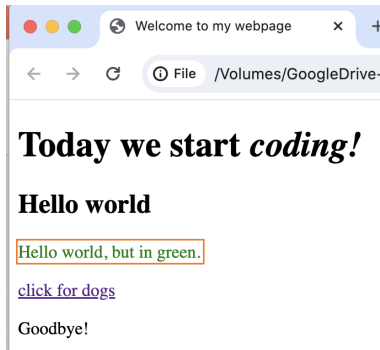 Welcome to my webpage
File /Volumes/GoogleDrive-
Today we start coding!
Hello world
Hello world, but in green.
click for dogs
Goodbye!